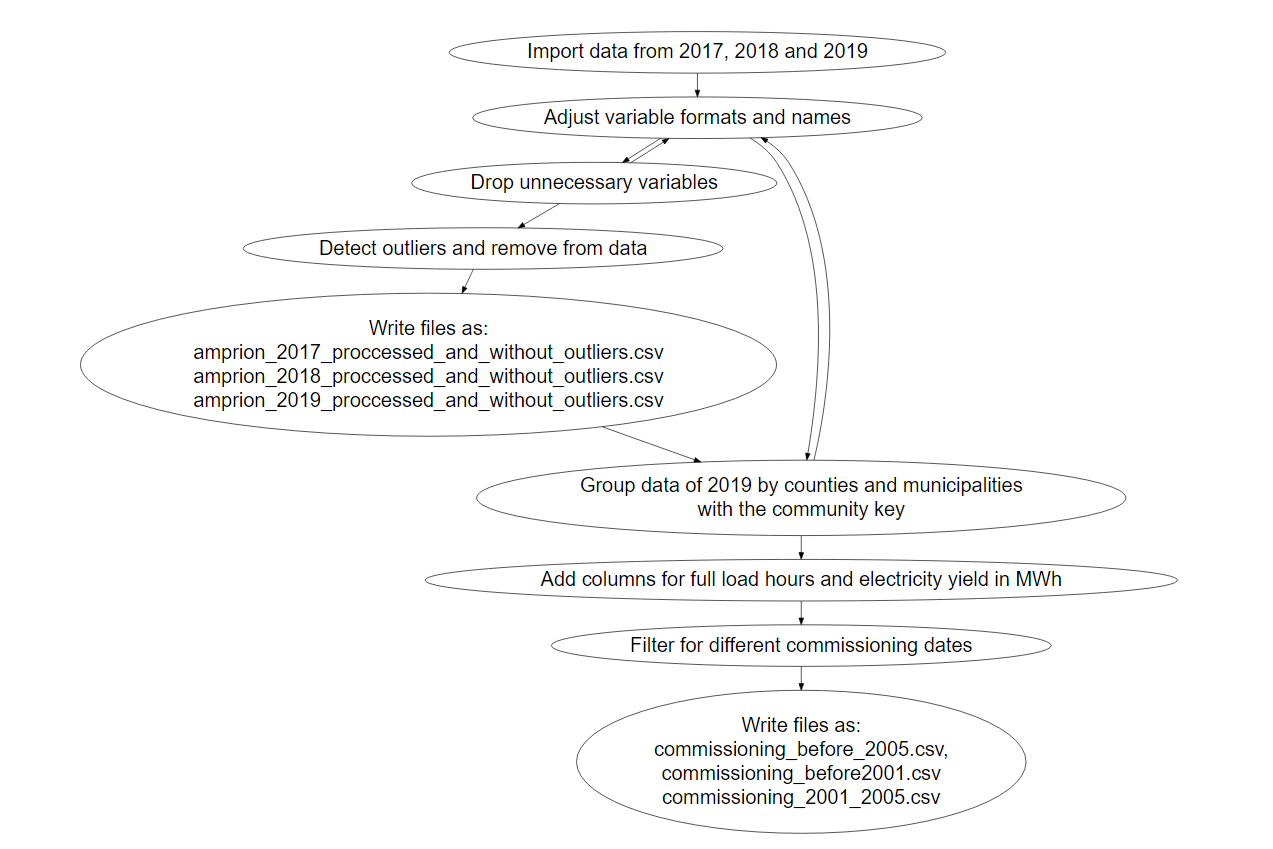 Import data from 2017, 2018 and 2019
Adjust variable formats and names
Drop unnecessary variables
Detect outliers and remove from data
Write files as:
amprion_2017_proccessed_and_without_outliers.csv
amprion_2018_proccessed_and_without_outliers.csv
amprion_2019_proccessed_and_without_outliers.csv
Group data of 2019 by counties and municipalities
with the community key
Add columns for full load hours and electricity yield in MWh
Filter for different commissioning dates
Write files as:
commissioning_before_2005.csv,
commissioning_before2001.csv
commissioning_2001_2005.csv